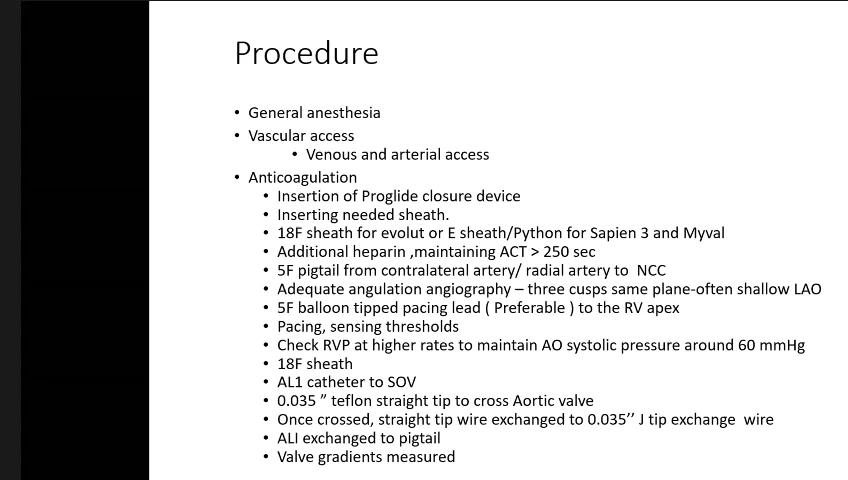 Procedure
• General anesthesia
• Vascular access
• Venous and arterial access
• Anticoagulation
• Insertion of Proglide closure device
• Inserting needed sheath.
• 18F sheath for evolut or E sheath/Python for Sapien 3 and Myval
• Additional heparin ,maintaining ACT > 250 sec
• 5F pigtail from contralateral artery/ radial artery to  NCC
• Adequate angulation angiography – three cusps same plane-often shallow LAO
• 5F balloon tipped pacing lead ( Preferable ) to the RV apex
• Pacing, sensing thresholds
• Check RVP at higher rates to maintain AO systolic pressure around 60 mmHg
• 18F sheath
• AL1 catheter to SOV
• 0.035 ” teflon straight tip to cross Aortic valve
• Once crossed, straight tip wire exchanged to 0.035’’ J tip exchange  wire
• ALI exchanged to pigtail
• Valve gradients measured